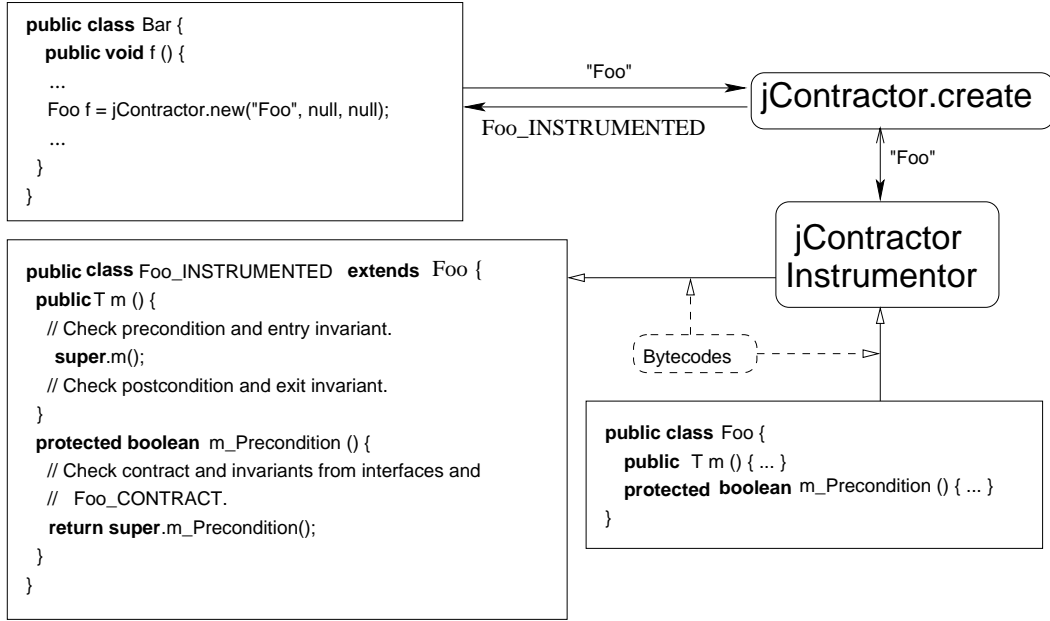 public class Bar {
public void f () {
...
Foo f = jContractor.new("Foo", null, null);
...
}
}
"Foo"
Foo_INSTRUMENTED
jContractor.create
"Foo"
jContractor
Instrumentor
public class Foo_INSTRUMENTED extends Foo {
public T m () {
// Check precondition and entry invariant.
super.m();
// Check postcondition and exit invariant.
}
protected boolean m_Precondition () {
// Check contract and invariants from interfaces and
// Foo_CONTRACT.
return super.m_Precondition();
}
}
Bytecodes
public class Foo {
public T m () { ... }
protected boolean m_Precondition () { ... }
}